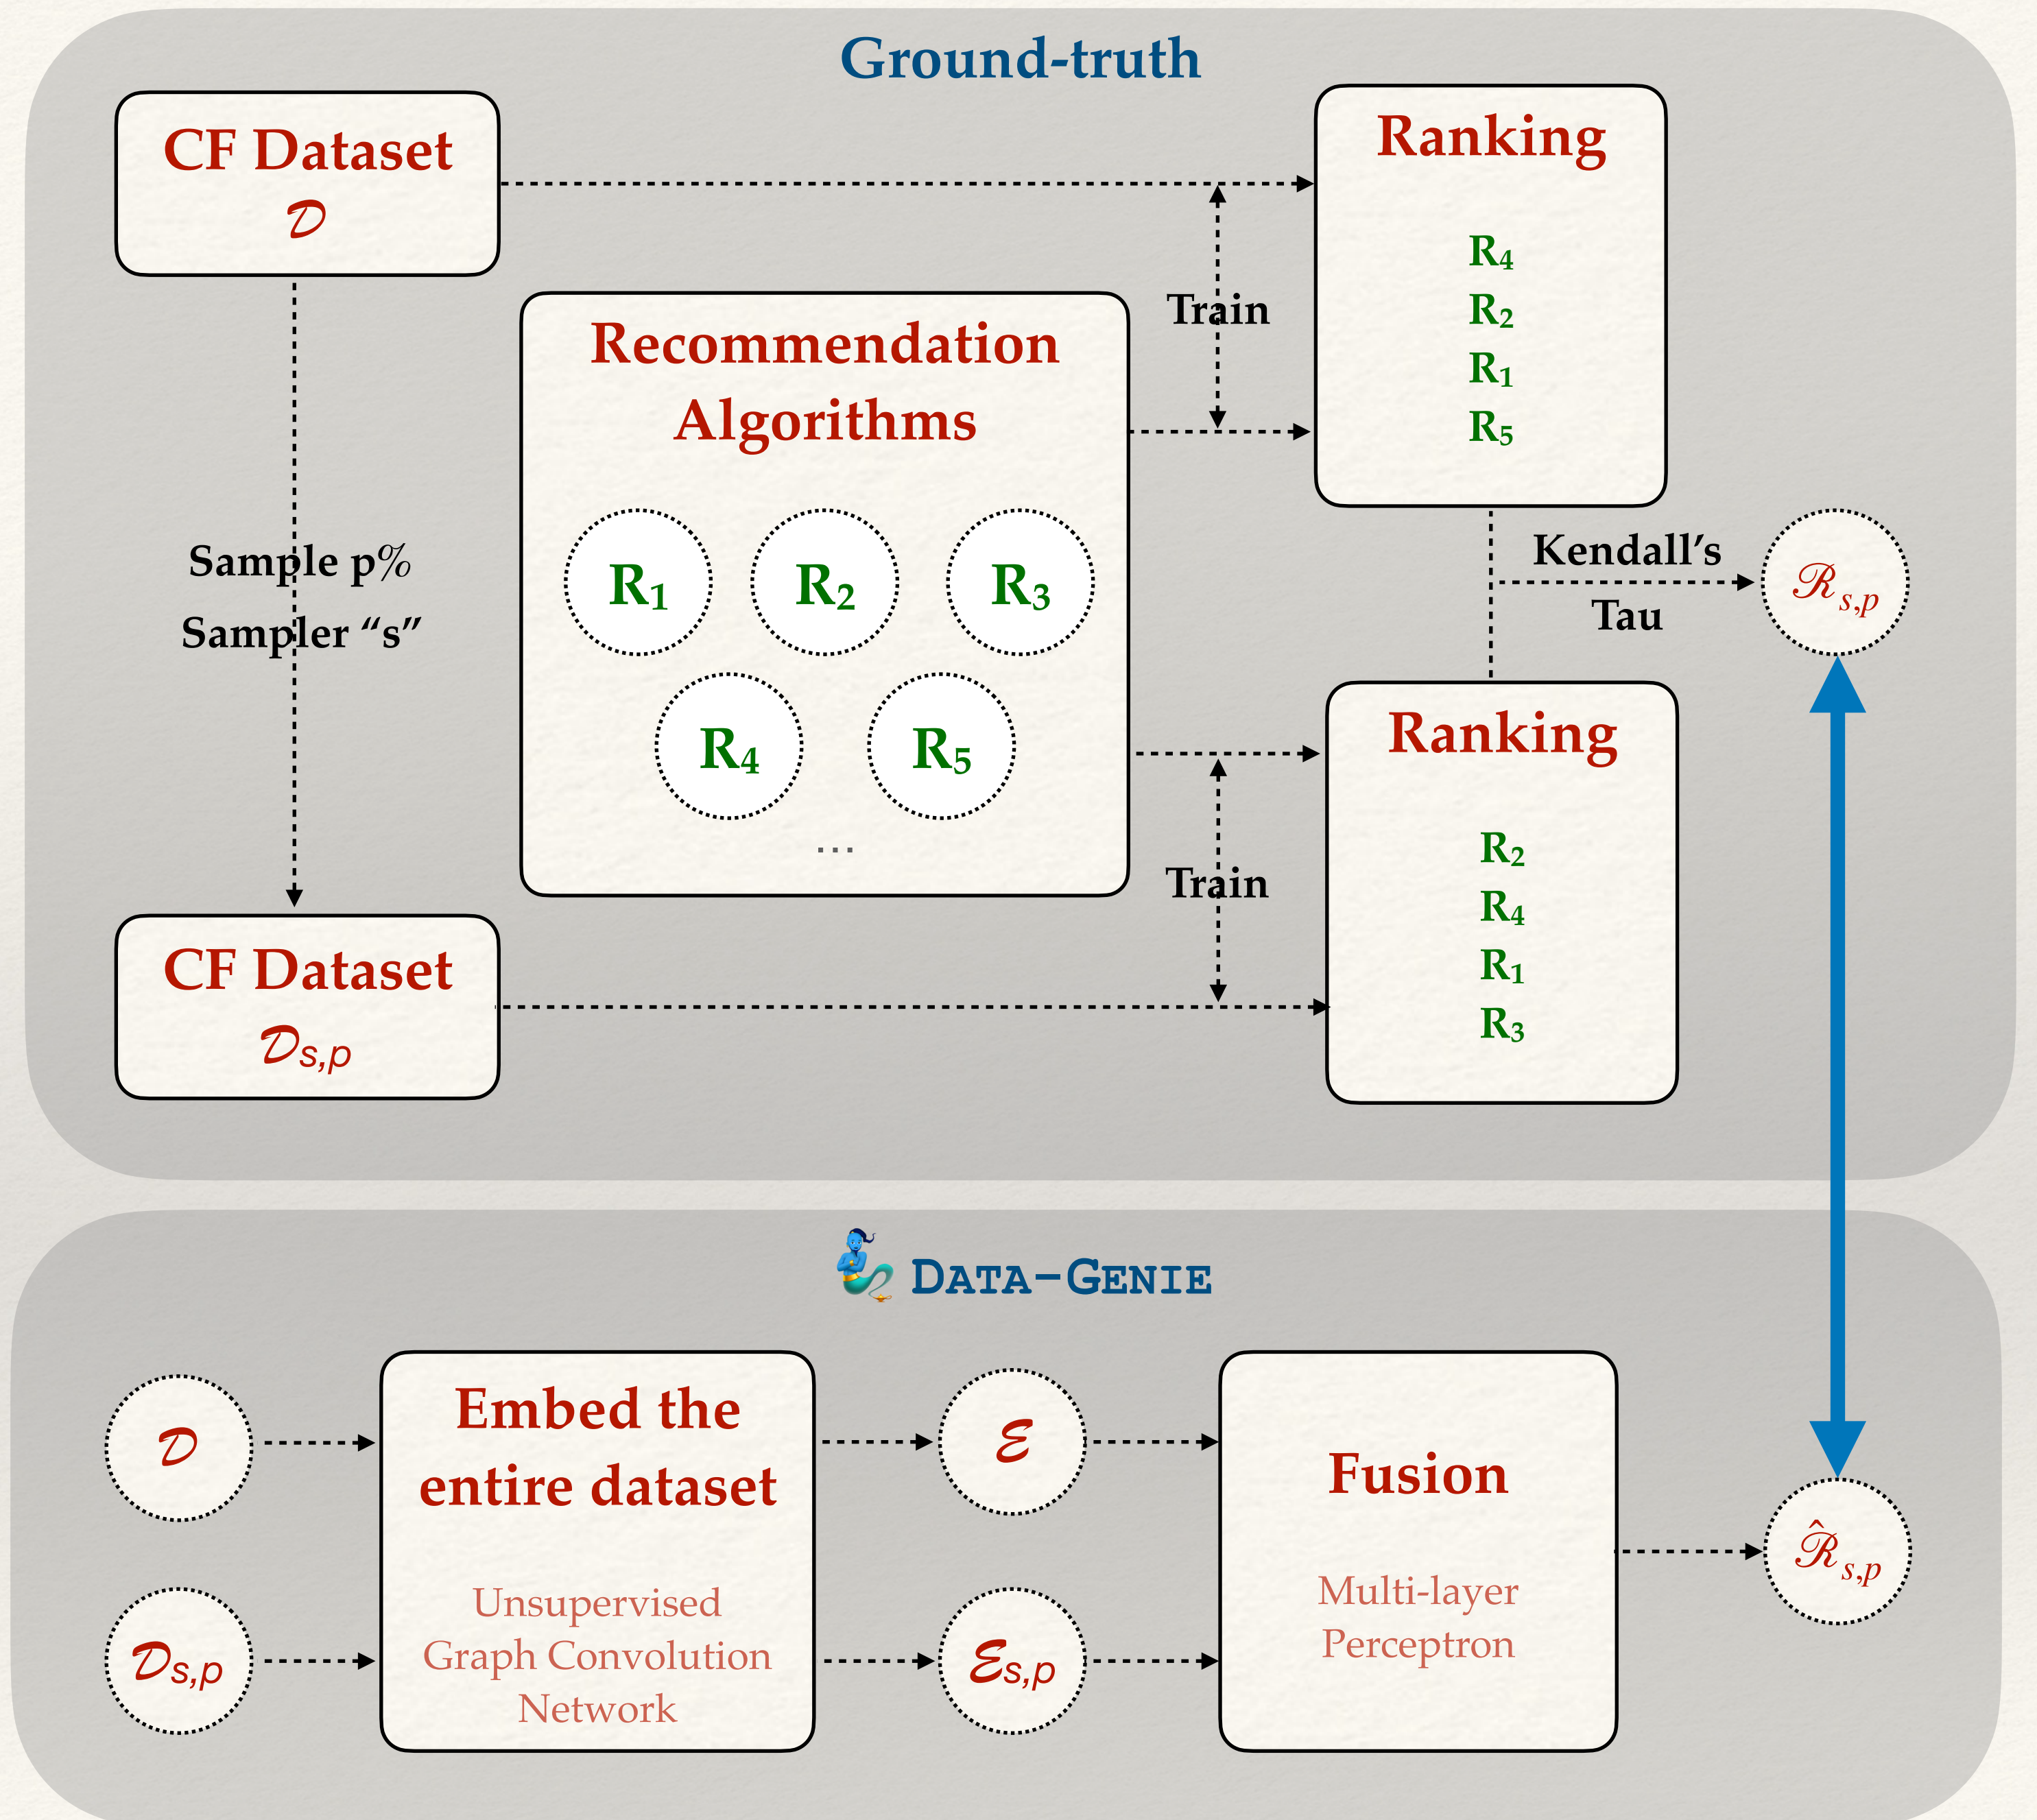 Ground-truth
CF Dataset
𝒟
Ranking
R₄
R₂
R₁
R₅
Train
Recommendation
Algorithms
R₁ R₂ R₃
R₄ R₅
...
Sample p%
Sampler “s”
Kendall’s
Tau
ℛ s,p
Ranking
R₂
R₄
R₁
R₃
Train
CF Dataset
𝒟s,p
DATA-GENIE
𝒟
𝒟s,p
Embed the
entire dataset
Unsupervised
Graph Convolution
Network
ℰ
ℰs,p
Fusion
Multi-layer
Perceptron
ℛ̂ s,p